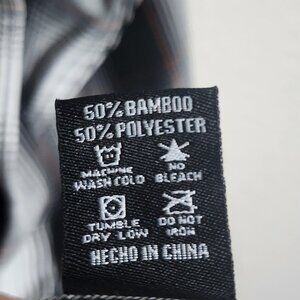 50% BAMBOO
50% POLYESTER
MACHINE WASH COLD
NO BLEACH
TUMBLE DRY LOW
DO NOT IRON
HECHO IN CHINA